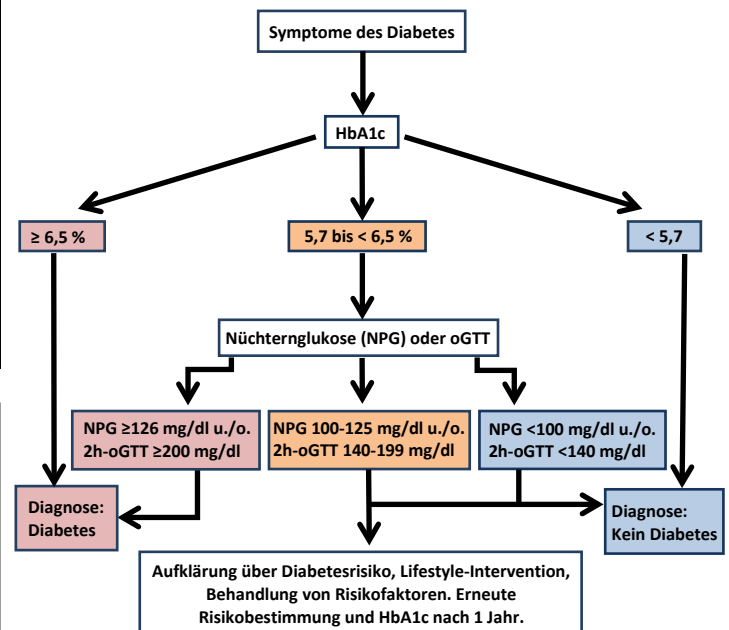 Symptome des Diabetes
HbA1c
≥ 6,5 %
5,7 bis < 6,5 %
< 5,7
Nüchternglukose (NPG) oder oGTT
NPG ≥126 mg/dl u./o.
2h-oGTT ≥200 mg/dl
NPG 100-125 mg/dl u./o.
2h-oGTT 140-199 mg/dl
NPG <100 mg/dl u./o.
2h-oGTT <140 mg/dl
Diagnose:
Diabetes
Diagnose:
Kein Diabetes
Aufklärung über Diabetesrisiko, Lifestyle-Intervention,
Behandlung von Risikofaktoren. Erneute
Risikobestimmung und HbA1c nach 1 Jahr.